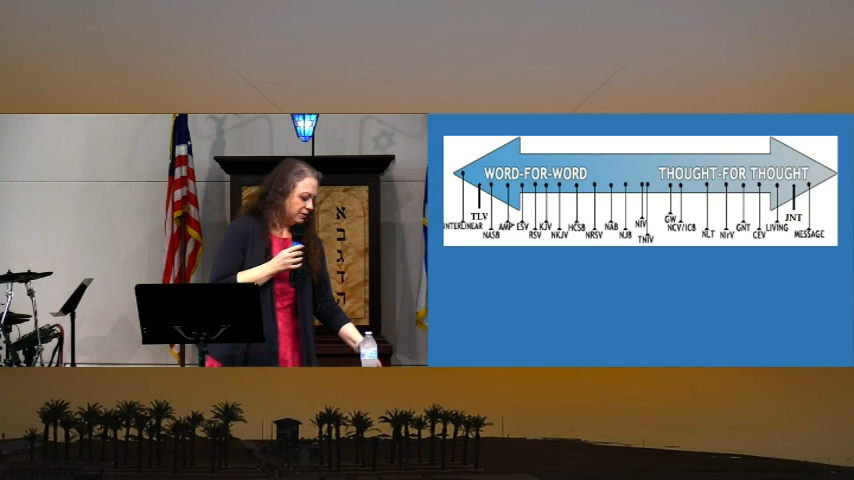 א
ב
ג
ד
ה
WORD-FOR-WORD THOUGHT-FOR THOUGHT
INTERLINEAR TLV NASB AMP ESV RSV KJV NKJV HCSB NRSV NAB NJB NIV TNIV GW NCV/ICB NLT NIrV GNT CEV LIVING JNT MESSAGE